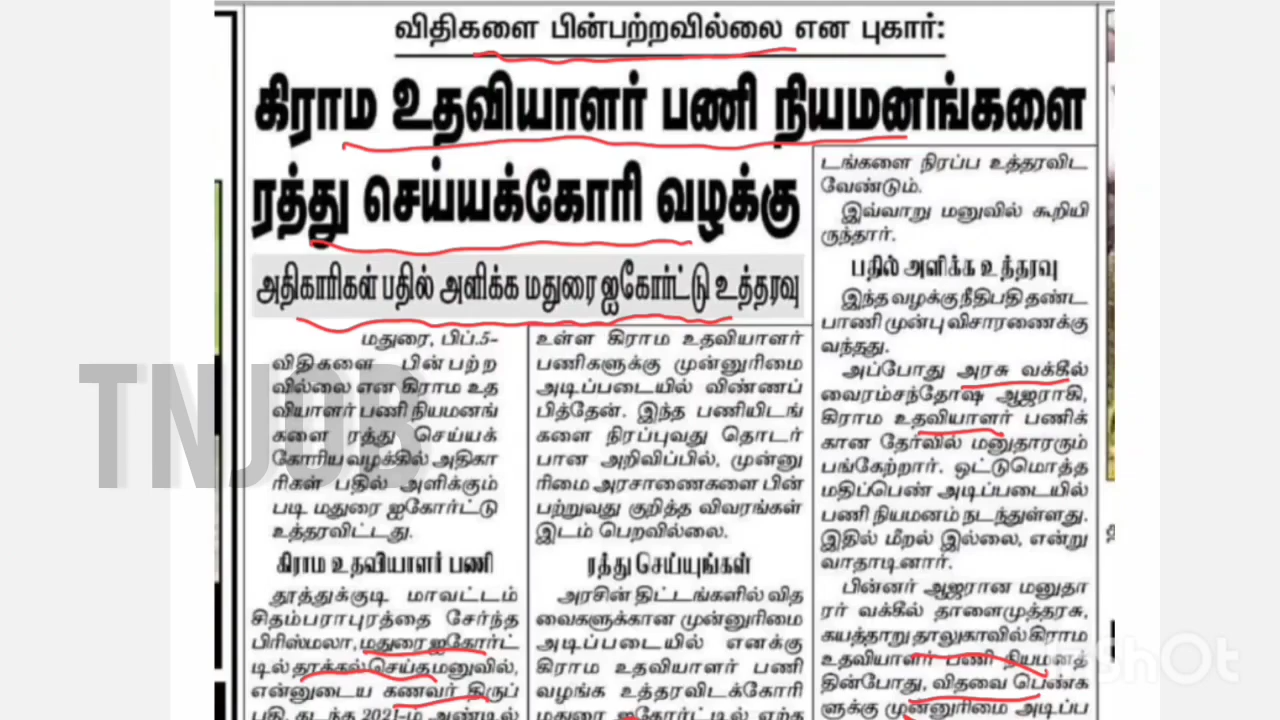 விதிகளை பின்பற்றவில்லை என புகார்:
கிராம உதவியாளர் பணி நியமனங்களை
ரத்து செய்யக்கோரி வழக்கு
அதிகாரிகள் பதில் அளிக்க மதுரை ஐகோர்ட்டு உத்தரவு
மதுரை, பிப்.5-
விதிகளை பின்பற்ற
வில்லை என கிராம உத
வியாளர் பணி நியமனங்
களை ரத்து செய்யக்
கோரிய வழக்கில் அதிகா
ரிகள் பதில் அளிக்கும்
படி மதுரை ஐகோர்ட்டு
உத்தரவிட்டது.
கிராம உதவியாளர் பணி
தூத்துக்குடி மாவட்டம்
சிதம்பராபுரத்தை சேர்ந்த
பிரிஸ்மலா, மதுரை ஐகோர்ட்
டில் தாக்கல் செய்த மனுவில்,
என்னுடைய கணவர் கிருப்
பதி, கடந்த 2021-ம் ஆண்டில்
உள்ள கிராம உதவியாளர்
பணிகளுக்கு முன்னுரிமை
அடிப்படையில் விண்ணப்
பித்தேன். இந்த பணியிடங்
களை நிரப்புவது தொடர்
பான அறிவிப்பில், முன்னு
ரிமை அரசாணைகளை பின்
பற்றுவது குறித்த விவரங்கள்
இடம் பெறவில்லை.
ரத்து செய்யுங்கள்
அரசின் திட்டங்களில் வித
வைகளுக்கான முன்னுரிமை
அடிப்படையில் எனக்கு
கிராம உதவியாளர் பணி
வழங்க உத்தரவிடக்கோரி
மதுரை ஐகோர்ட்டில் ஏற்க
டங்களை நிரப்ப உத்தரவிட
வேண்டும்.
இவ்வாறு மனுவில் கூறியி
ருந்தார்.
பதில் அளிக்க உத்தரவு
இந்த வழக்கு நீதிபதி தண்ட
பாணி முன்பு விசாரணைக்கு
வந்தது.
அப்போது அரசு வக்கீல்
வைரம்சந்தோஷ் ஆஜராகி,
கிராம உதவியாளர் பணிக்
கான தேர்வில் மனுதாரரும்
பங்கேற்றார். ஒட்டுமொத்த
மதிப்பெண் அடிப்படையில்
பணி நியமனம் நடந்துள்ளது.
இதில் மீறல் இல்லை, என்று
வாதாடினார்.
பின்னர் ஆஜரான மனுதா
ரர் வக்கீல் தாளைமுத்தரசு,
கயத்தாறு தாலுகாவில் கிராம
உதவியாளர் பணி நியமனத்
தின்போது, விதவை பெண்க
ளுக்கு முன்னுரிமை அடிப்ப
TNJOB